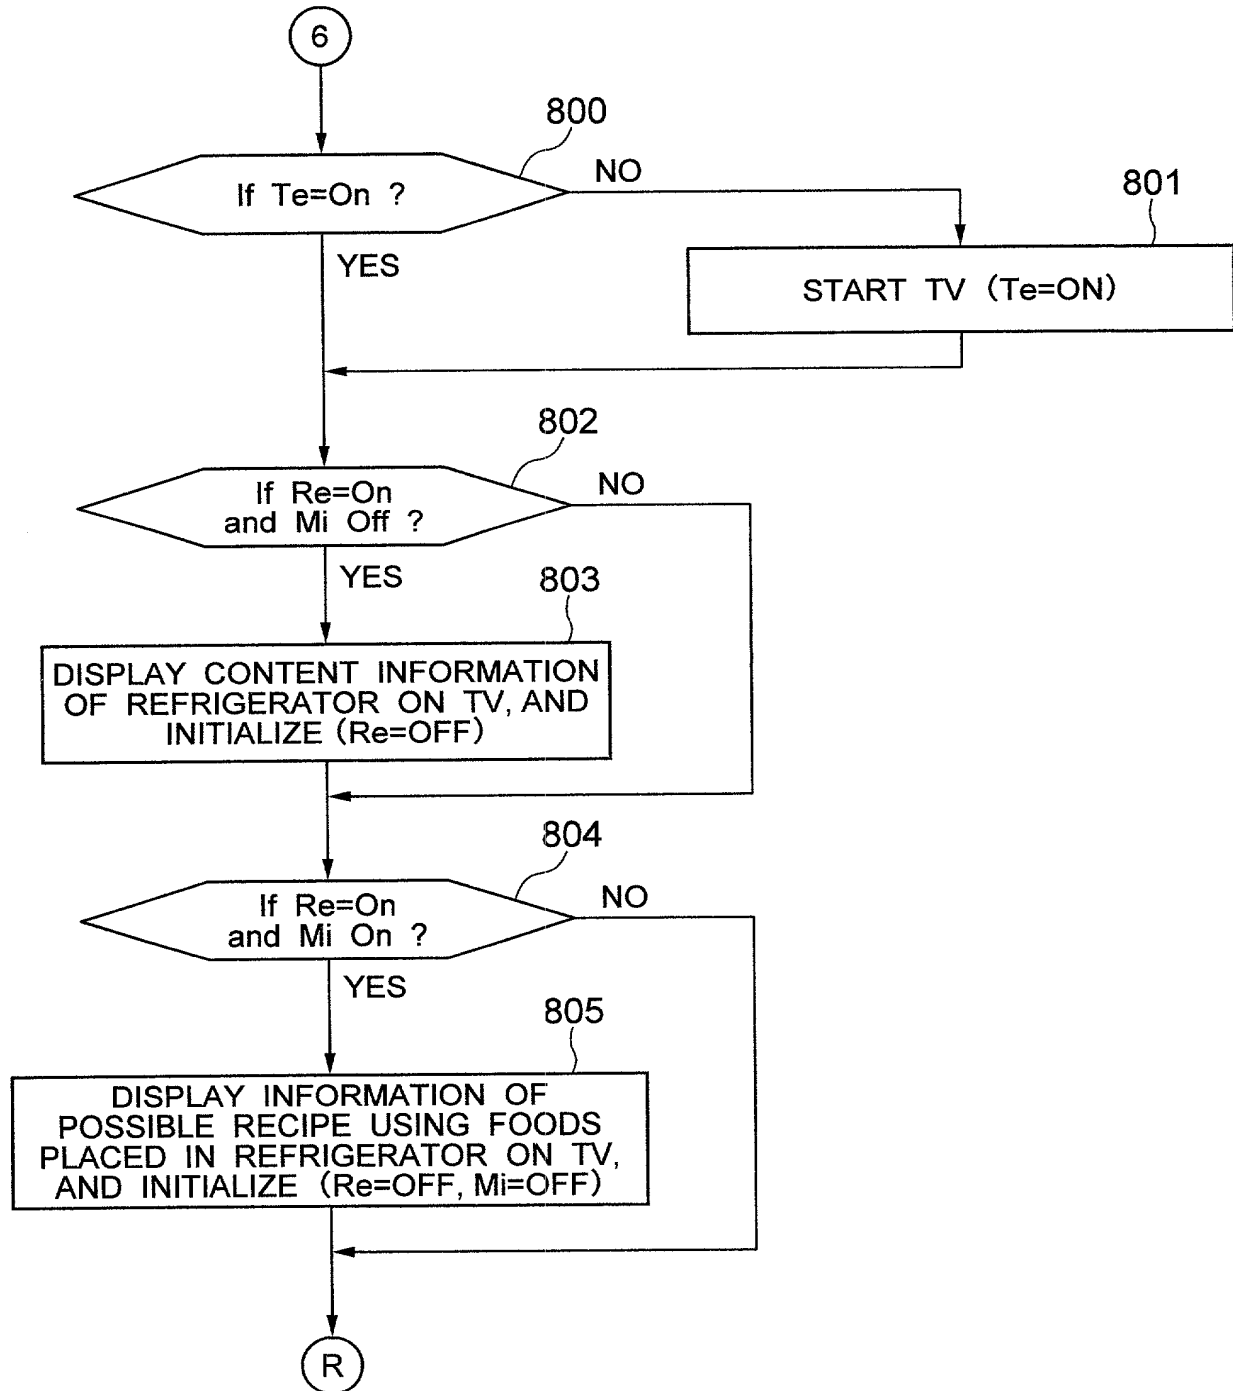 6
800
If Te=On ?
NO
801
YES
START TV (Te=ON)
802
If Re=On
and Mi Off ?
NO
YES
803
DISPLAY CONTENT INFORMATION
OF REFRIGERATOR ON TV, AND
INITIALIZE (Re=OFF)
804
If Re=On
and Mi On ?
NO
YES
805
DISPLAY INFORMATION OF
POSSIBLE RECIPE USING FOODS
PLACED IN REFRIGERATOR ON TV,
AND INITIALIZE (Re=OFF, Mi=OFF)
R